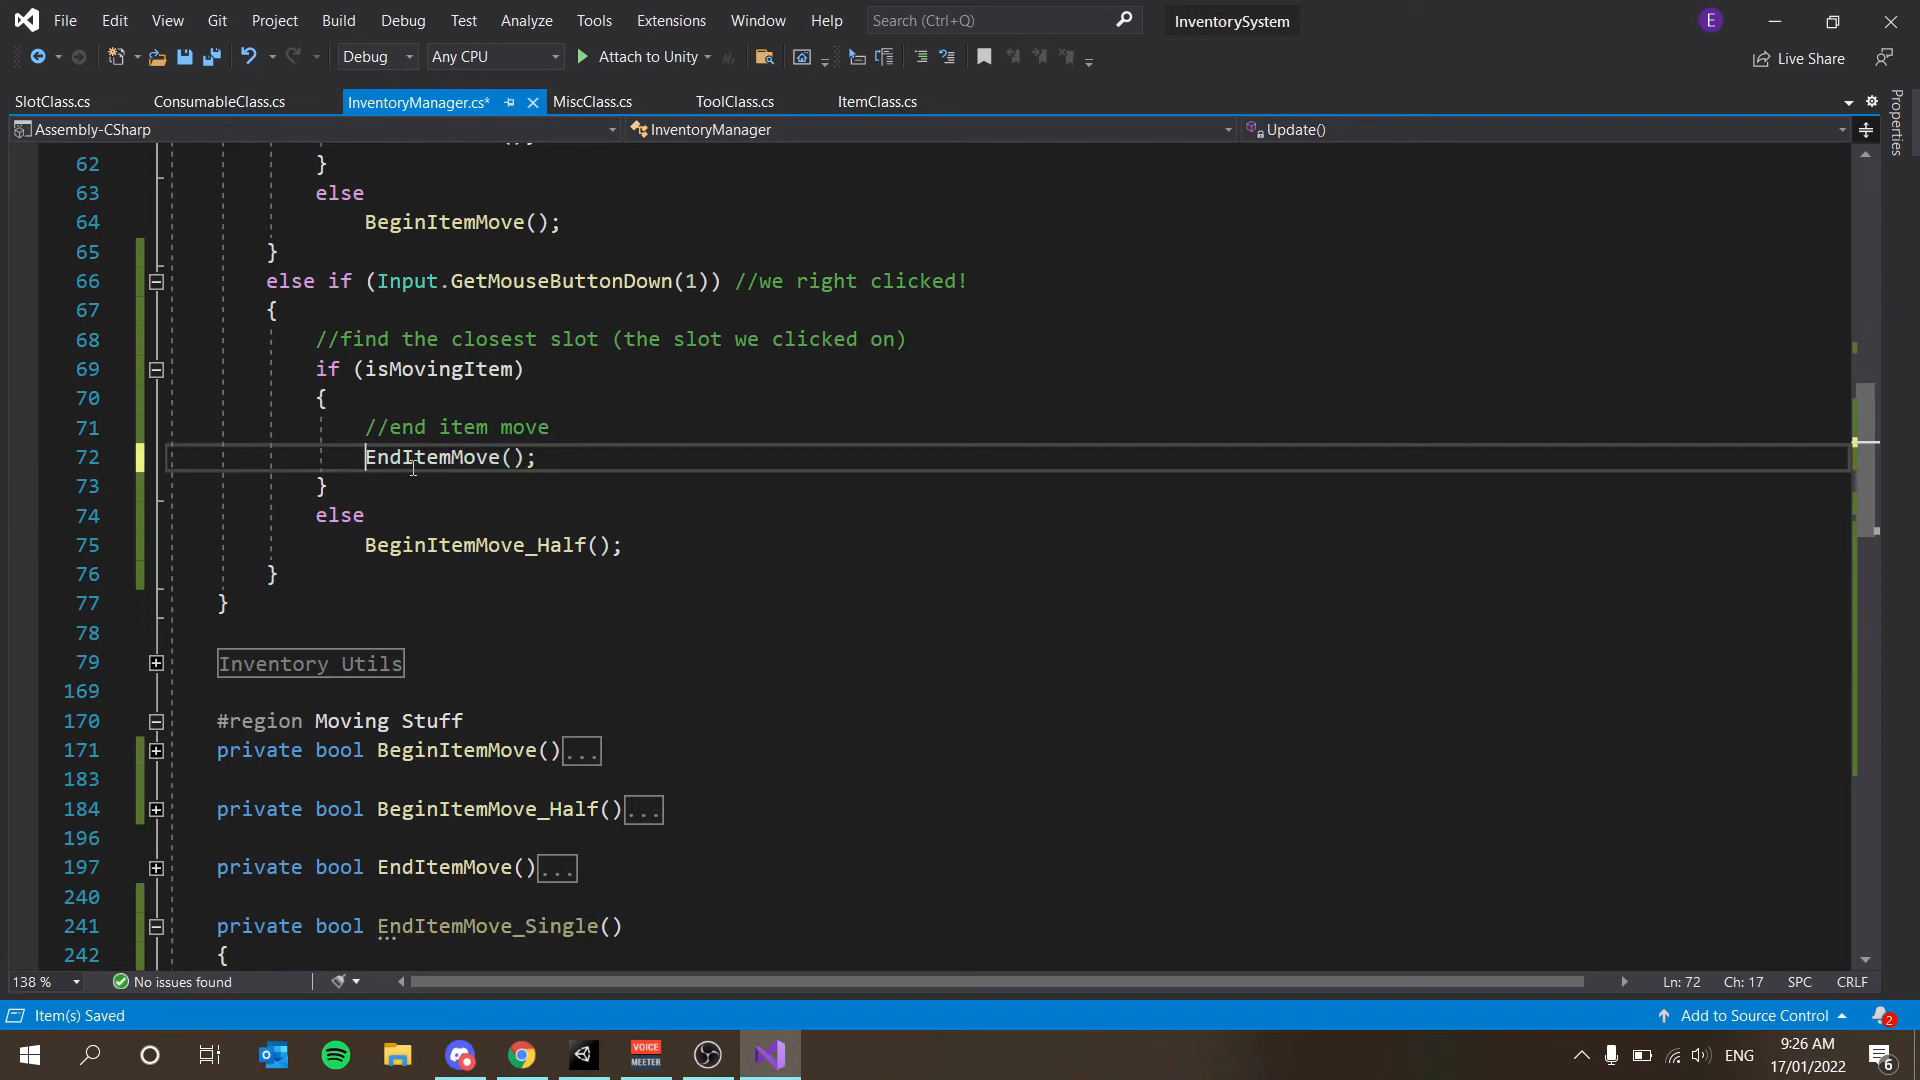 File Edit View Git Project Build Debug Test Analyze Tools Extensions Window Help Search (Ctrl+Q) InventorySystem E
Debug Any CPU Attach to Unity Live Share
SlotClass.cs ConsumableClass.cs InventoryManager.cs* MiscClass.cs ToolClass.cs ItemClass.cs
Assembly-CSharp InventoryManager Update()
Properties
62 }
63 else
64 BeginItemMove();
65 }
66 else if (Input.GetMouseButtonDown(1)) //we right clicked!
67 {
68 //find the closest slot (the slot we clicked on)
69 if (isMovingItem)
70 {
71 //end item move
72 EndItemMove();
73 }
74 else
75 BeginItemMove_Half();
76 }
77 }
78
79 Inventory Utils
169
170 #region Moving Stuff
171 private bool BeginItemMove()...
183
184 private bool BeginItemMove_Half()...
196
197 private bool EndItemMove()...
240
241 private bool EndItemMove_Single()
242 {
138 % No issues found Ln: 72 Ch: 17 SPC CRLF
Item(s) Saved Add to Source Control 2
VOICE MEETER ENG 9:26 AM 17/01/2022 6